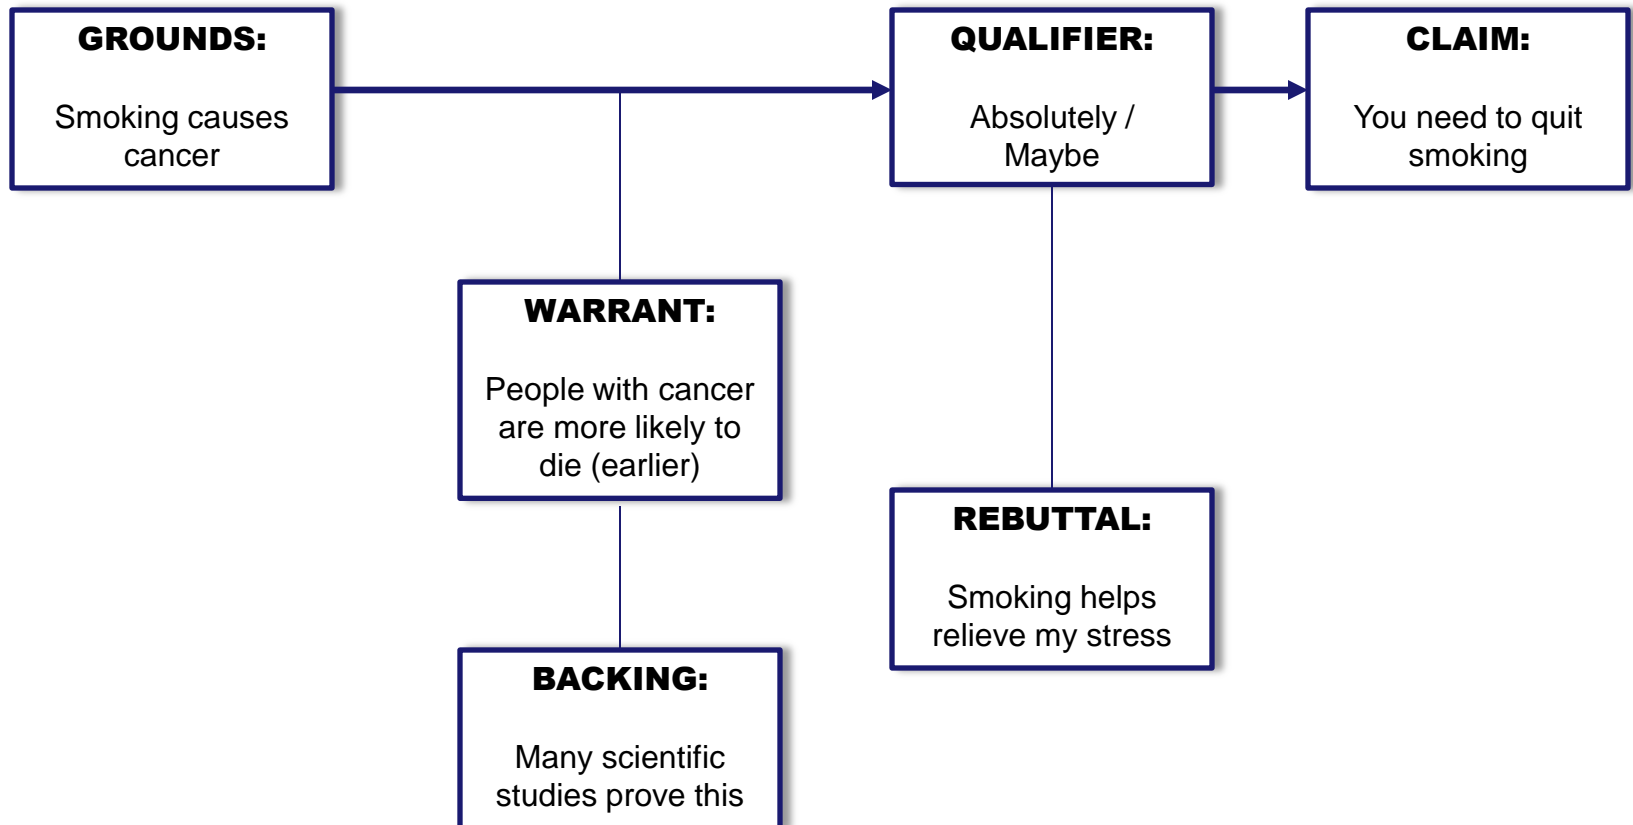 GROUNDS:
Smoking causes
cancer
QUALIFIER:
Absolutely /
Maybe
CLAIM:
You need to quit
smoking
WARRANT:
People with cancer
are more likely to
die (earlier)
REBUTTAL:
Smoking helps
relieve my stress
BACKING:
Many scientific
studies prove this